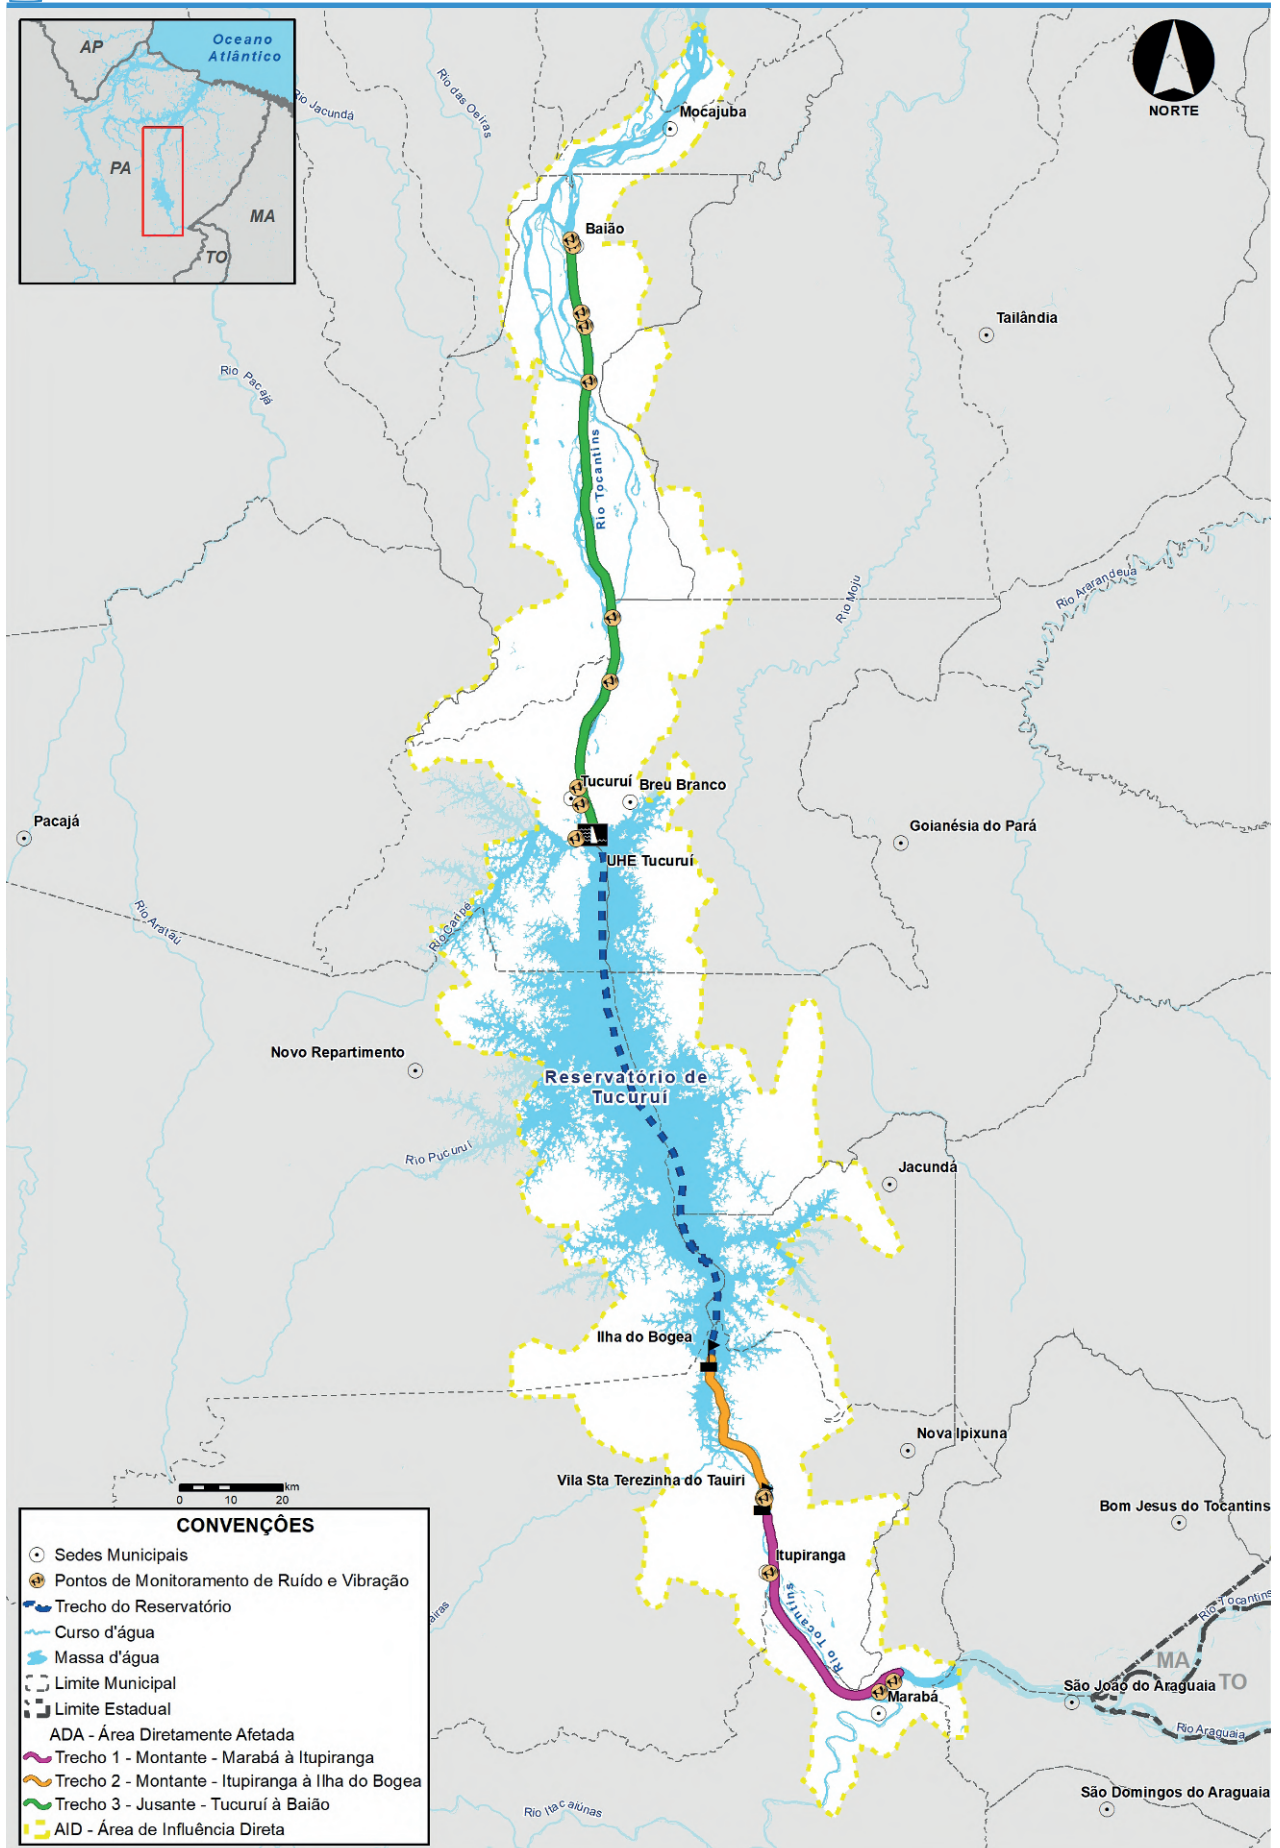 AP
Oceano
Atlântico
PA
MA
TO
NORTE
Rio Jacundá
Rio das Oeiras
Mocajuba
Baião
Tailândia
Rio Pacajá
Rio Tocantins
Rio Moju
Rio Ararandeua
Tucuruí
Breu Branco
Pacajá
Goianésia do Pará
UHE Tucuruí
Rio Caripé
Rio Arataú
Novo Repartimento
Reservatório de
Tucuruí
Rio Pucuruí
Jacundá
Ilha do Bogea
Nova Ipixuna
Vila Sta Terezinha do Tauiri
Bom Jesus do Tocantins
Itupiranga
Rio Tocantins
Rio Tocantins
MA
TO
São João do Araguaia
Marabá
Rio Araguaia
São Domingos do Araguaia
Rio Itacaiúnas
km
0 10 20
CONVENÇÕES
Sedes Municipais
Pontos de Monitoramento de Ruído e Vibração
Trecho do Reservatório
Curso d'água
Massa d'água
Limite Municipal
Limite Estadual
ADA - Área Diretamente Afetada
Trecho 1 - Montante - Marabá à Itupiranga
Trecho 2 - Montante - Itupiranga à Ilha do Bogea
Trecho 3 - Jusante - Tucuruí à Baião
AID - Área de Influência Direta